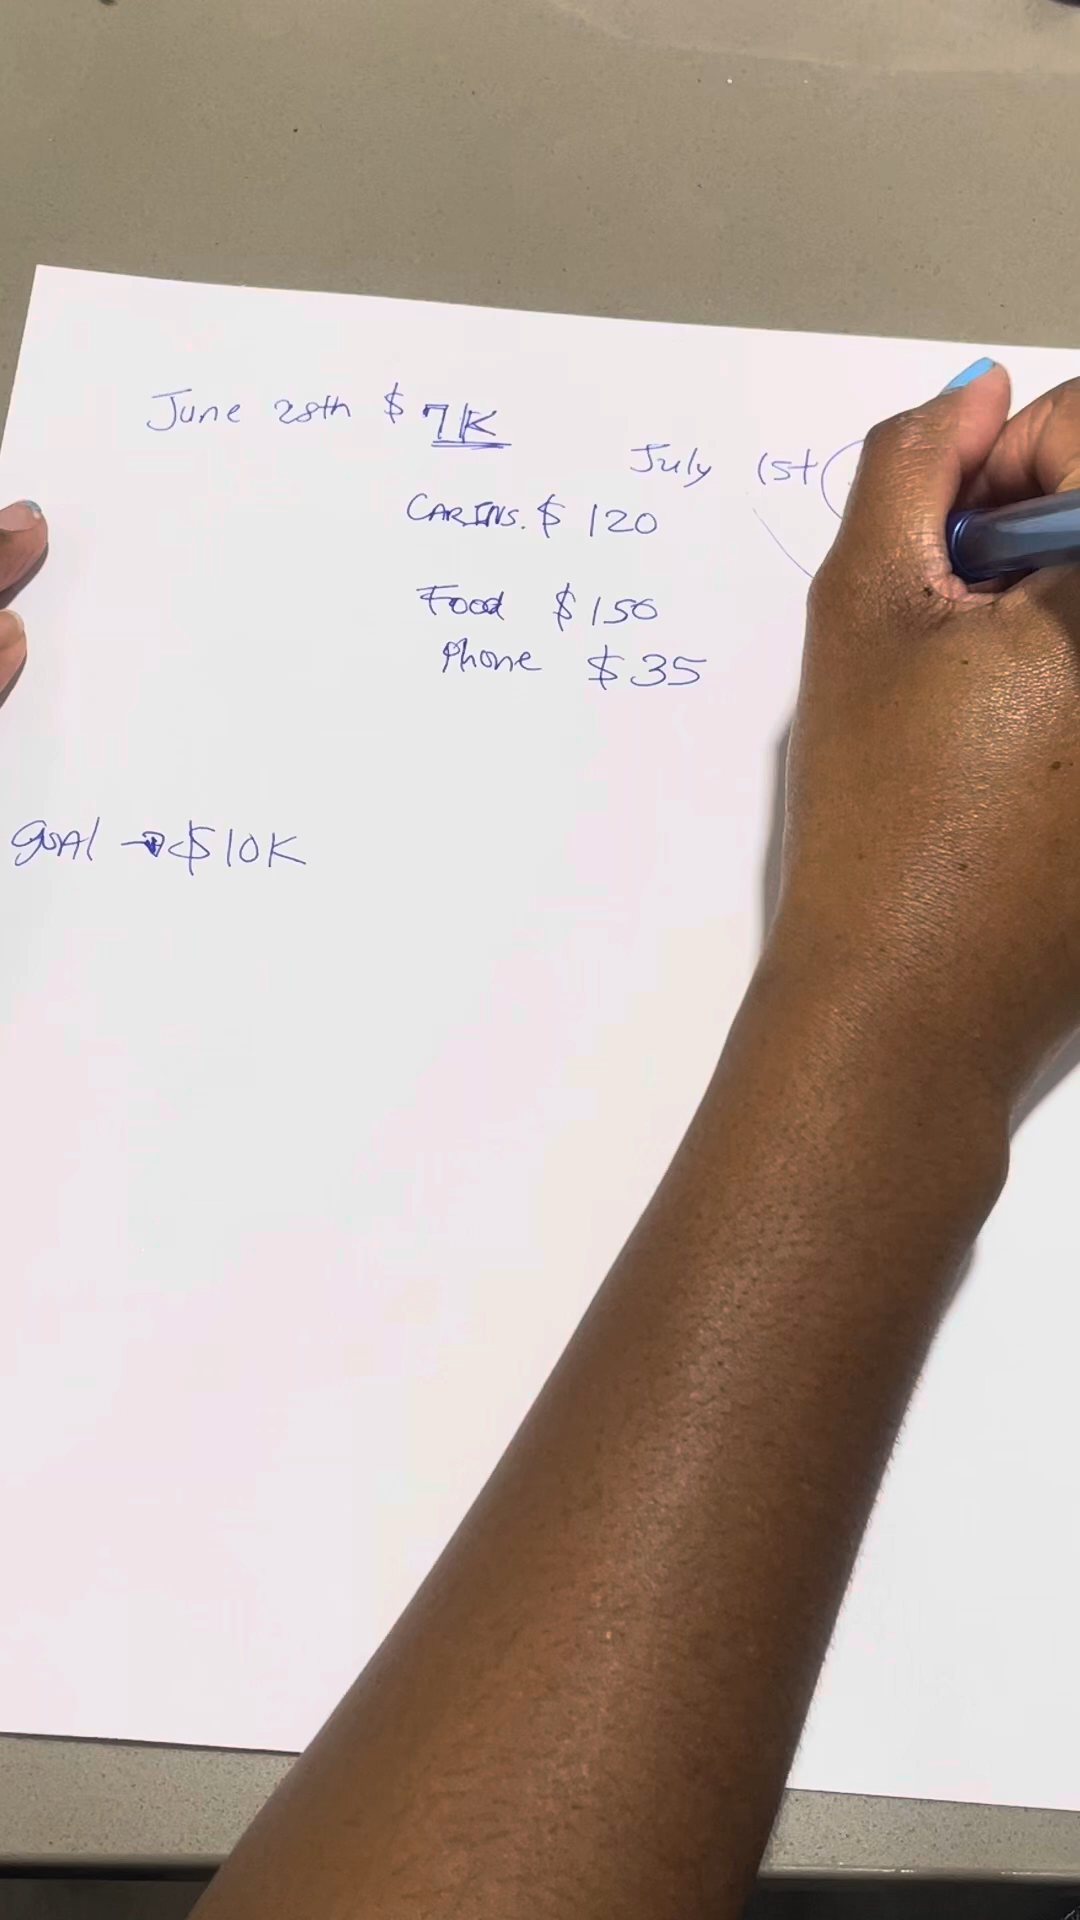 June 28th $ 7K
July 1st
CAR INS. $ 120
Food $ 150
Phone $ 35
GOAL → $10K